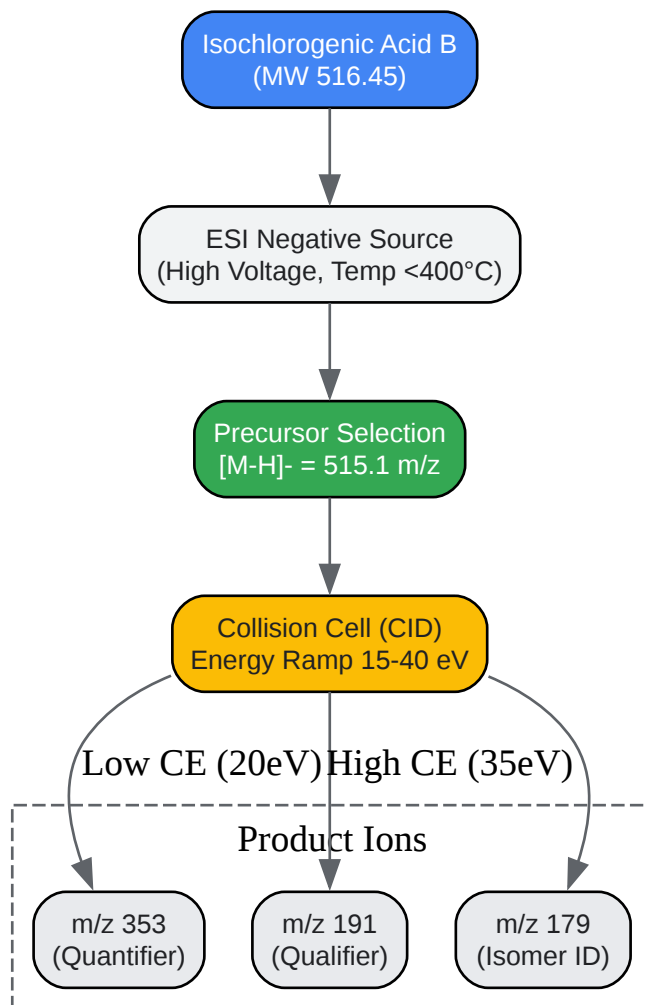 Isochlorogenic Acid B
(MW 516.45)
ESI Negative Source
(High Voltage, Temp <400°C)
Precursor Selection
[M-H]- = 515.1 m/z
Collision Cell (CID)
Energy Ramp 15-40 eV
Low CE (20eV)
High CE (35eV)
Product Ions
m/z 353
(Quantifier)
m/z 191
(Qualifier)
m/z 179
(Isomer ID)